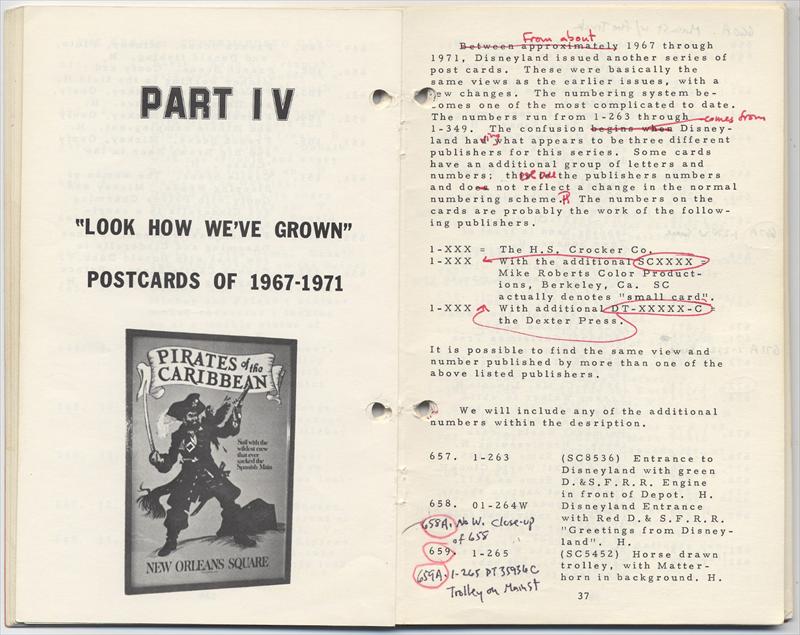 PART IV
"LOOK HOW WE'VE GROWN"
POSTCARDS OF 1967-1971
PIRATES of the
CARIBBEAN
Sail with the
wildest crew
that ever
sacked the
Spanish Main
NEW ORLEANS SQUARE
From about
Between approximately 1967 through
1971, Disneyland issued another series of
post cards. These were basically the
same views as the earlier issues, with a
few changes. The numbering system be-
comes one of the most complicated to date.
The numbers run from 1-263 through
comes from
1-349. The confusion begins when Disney-
land having what appears to be three different
publishers for this series. Some cards
have an additional group of letters and
numbers; the publishers numbers
and do not reflect a change in the normal
numbering scheme. The numbers on the
cards are probably the work of the follow-
ing publishers.
1-XXX = The H.S. Crocker Co.
1-XXX With the additional SCXXXX =
Mike Roberts Color Product-
ions, Berkeley, Ca. SC
actually denotes "small card".
1-XXX With additional DT-XXXXX-C =
the Dexter Press.
It is possible to find the same view and
number published by more than one of the
above listed publishers.
We will include any of the additional
numbers within the desription.
657. 1-263 (SC8536) Entrance to
Disneyland with green
D.&S.F.R.R. Engine
in front of Depot. H.
658. 01-264W Disneyland Entrance
with Red D.& S.F.R.R.
"Greetings from Disney-
land". H.
658A. No W. Close-up
of 658
659. 1-265 (SC5452) Horse drawn
trolley, with Matter-
horn in background. H.
659A. 1-265 DT35936C
Trolley on Main St
37